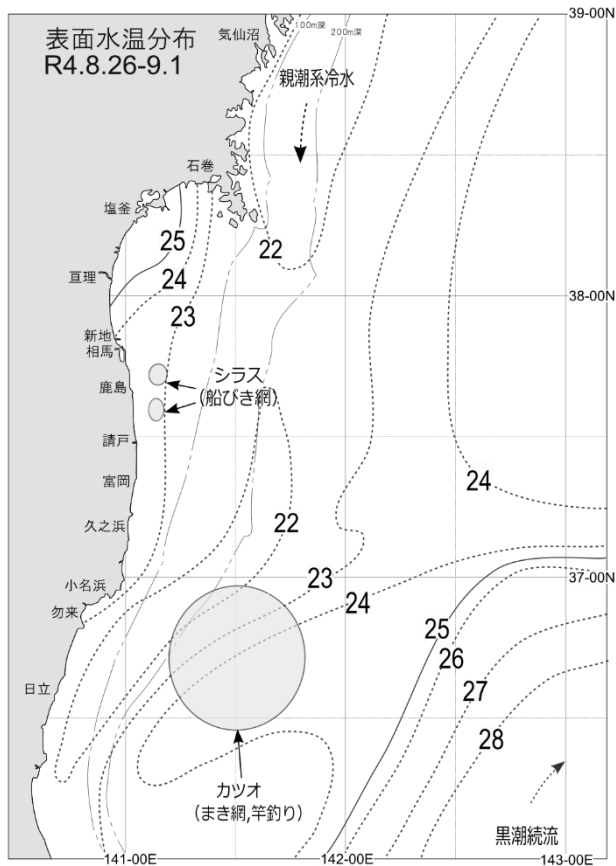 表面水温分布
R4.8.26-9.1
気仙沼
100m深
200m深
39-00N
親潮系冷水
石巻
塩釜
25
22
亘理
24
38-00N
23
新地
相馬
シラス
(船びき網)
鹿島
請戸
富岡
24
久之浜
22
小名浜
23
37-00N
勿来
24
25
26
日立
27
28
カツオ
(まき網,竿釣り)
黒潮続流
141-00E
142-00E
143-00E